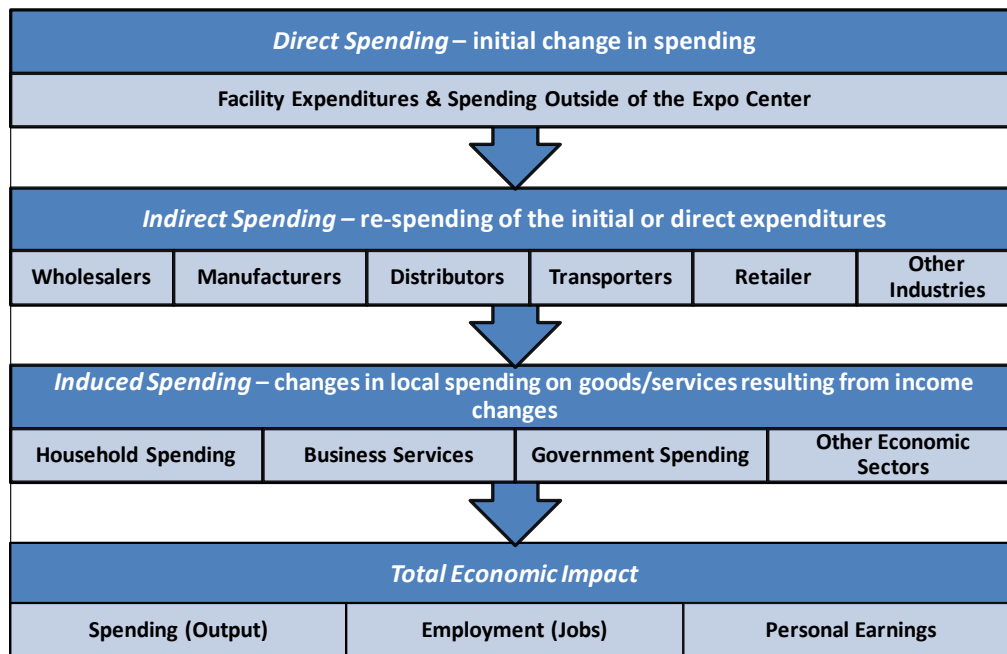 Direct Spending – initial change in spending
Facility Expenditures & Spending Outside of the Expo Center
Indirect Spending – re-spending of the initial or direct expenditures
Wholesalers
Manufacturers
Distributors
Transporters
Retailer
Other
Industries
Induced Spending – changes in local spending on goods/services resulting from income
changes
Household Spending
Business Services
Government Spending
Other Economic
Sectors
Total Economic Impact
Spending (Output)
Employment (Jobs)
Personal Earnings